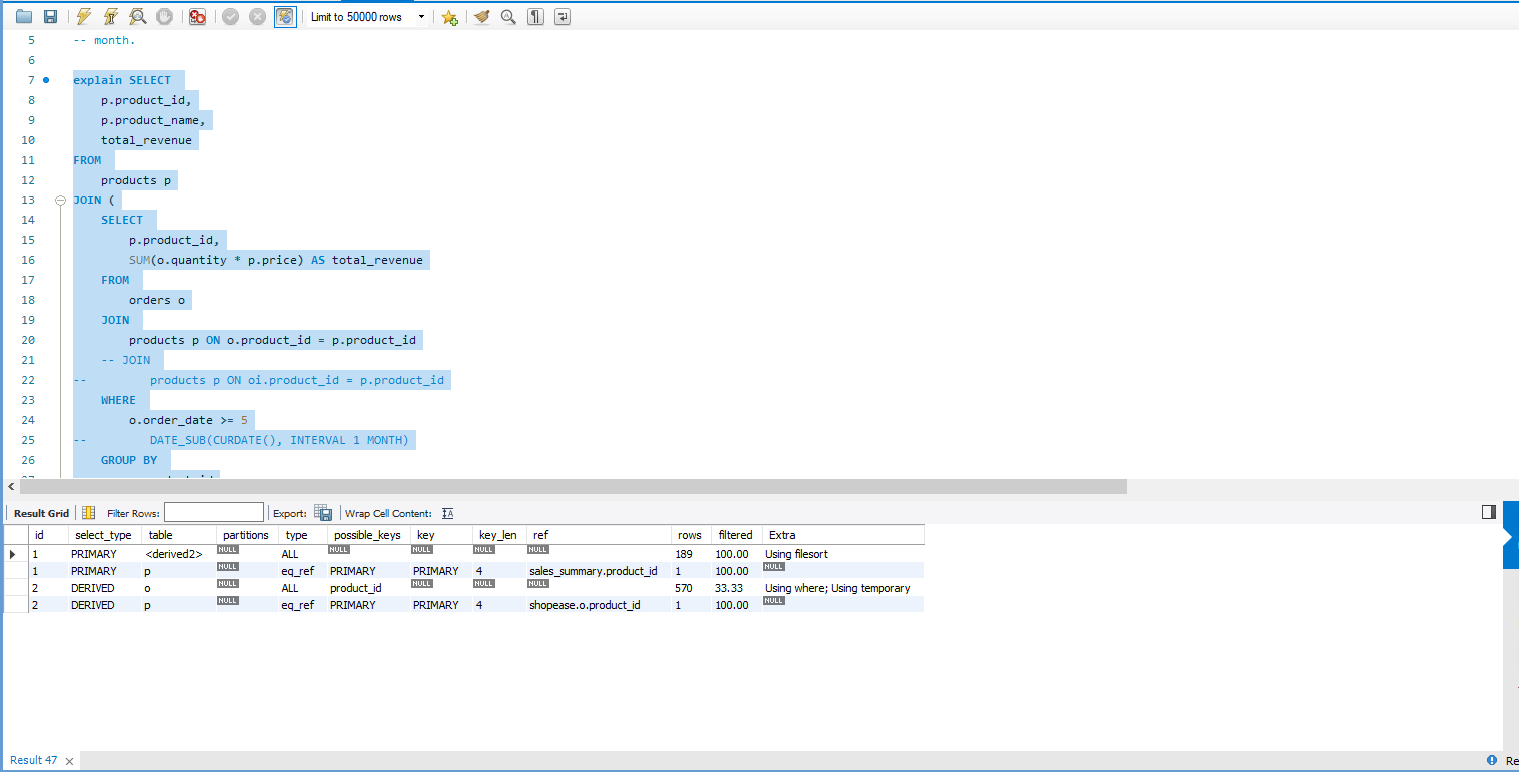 Limit to 50000 rows
5 -- month.
6
7 explain SELECT
8 p.product_id,
9 p.product_name,
10 total_revenue
11 FROM
12 products p
13 JOIN (
14 SELECT
15 p.product_id,
16 SUM(o.quantity * p.price) AS total_revenue
17 FROM
18 orders o
19 JOIN
20 products p ON o.product_id = p.product_id
21 -- JOIN
22 -- products p ON oi.product_id = p.product_id
23 WHERE
24 o.order_date >= 5
25 -- DATE_SUB(CURDATE(), INTERVAL 1 MONTH)
26 GROUP BY
Result Grid Filter Rows: Export: Wrap Cell Content:
id select_type table partitions type possible_keys key key_len ref rows filtered Extra
1 PRIMARY <derived2> NULL ALL NULL NULL NULL NULL 189 100.00 Using filesort
1 PRIMARY p NULL eq_ref PRIMARY PRIMARY 4 sales_summary.product_id 1 100.00 NULL
2 DERIVED o NULL ALL product_id NULL NULL NULL 570 33.33 Using where; Using temporary
2 DERIVED p NULL eq_ref PRIMARY PRIMARY 4 shopease.o.product_id 1 100.00 NULL
Result 47 Re